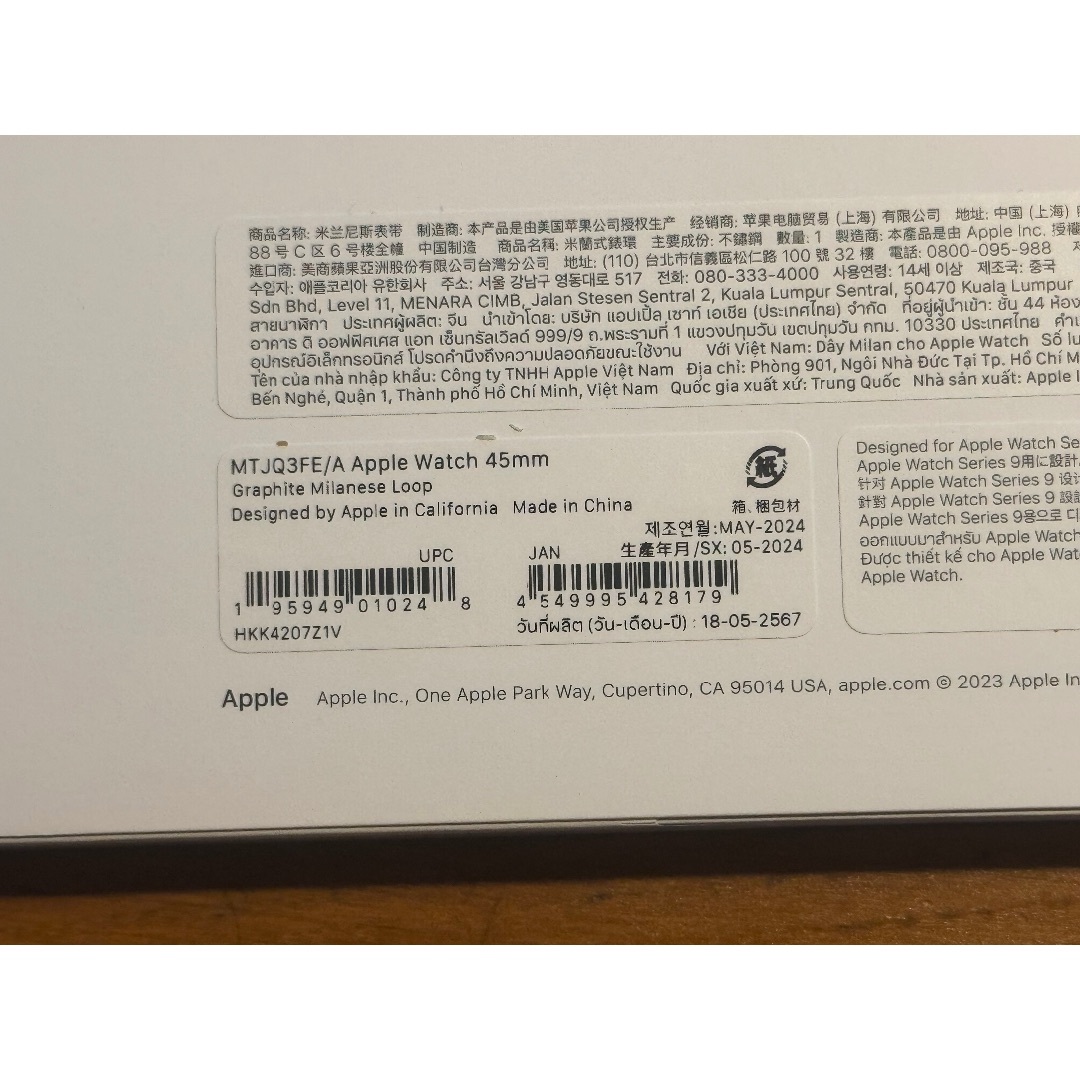 商品名称: 米兰尼斯表带 制造商: 本产品是由美国苹果公司授权生产 经销商: 苹果电脑贸易 (上海) 有限公司 地址: 中国 (上海)
88 号 C 区 6 号楼全幢 中国制造 商品名稱: 米蘭式錶環 主要成份: 不鏽鋼 數量: 1 製造商: 本產品是由 Apple Inc. 授權
進口商: 美商蘋果亞洲股份有限公司台灣分公司 地址: (110) 台北市信義區松仁路 100 號 32 樓 電話: 0800-095-988
수입자: 애플코리아 유한회사 주소: 서울 강남구 영동대로 517 전화: 080-333-4000 사용연령: 14세 이상 제조국: 중국
Sdn Bhd, Level 11, MENARA CIMB, Jalan Stesen Sentral 2, Kuala Lumpur Sentral, 50470 Kuala Lumpur
สายนาฬิกา ประเทศผู้ผลิต: จีน นำเข้าโดย: บริษัท แอปเปิล เซาท์ เอเชีย (ประเทศไทย) จำกัด ที่อยู่ผู้นำเข้า: ชั้น 44 ห้อง
อาคาร ดิ ออฟฟิศเศส แอท เซ็นทรัลเวิลด์ 999/9 ถ.พระรามที่ 1 แขวงปทุมวัน เขตปทุมวัน กทม. 10330 ประเทศไทย
อุปกรณ์อิเล็กทรอนิกส์ โปรดคำนึงถึงความปลอดภัยขณะใช้งาน Với Việt Nam: Dây Milan cho Apple Watch Số
Tên của nhà nhập khẩu: Công ty TNHH Apple Việt Nam Địa chỉ: Phòng 901, Ngôi Nhà Đức Tại Tp. Hồ Chí
Bến Nghé, Quận 1, Thành phố Hồ Chí Minh, Việt Nam Quốc gia xuất xứ: Trung Quốc Nhà sản xuất: Apple
MTJQ3FE/A Apple Watch 45mm
Graphite Milanese Loop
Designed by Apple in California Made in China
紙
箱、梱包材
제조연월:MAY-2024
生產年月/SX: 05-2024
UPC
1 95949 01024 8
JAN
4 549995 428179
HKK4207Z1V
วันที่ผลิต (วัน-เดือน-ปี) : 18-05-2567
Designed for Apple Watch Se
Apple Watch Series 9用に設計
针对 Apple Watch Series 9 设计
針對 Apple Watch Series 9 設
Apple Watch Series 9용으로 디
ออกแบบมาสำหรับ Apple Watch
Được thiết kế cho Apple Wat
Apple Watch.
Apple Apple Inc., One Apple Park Way, Cupertino, CA 95014 USA, apple.com © 2023 Apple In